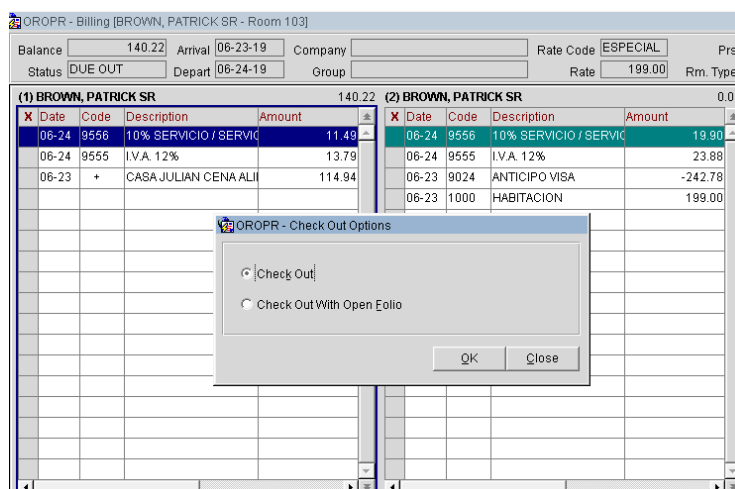 OROPR - Billing [BROWN, PATRICK SR - Room 103]
Balance 140.22 Arrival 06-23-19 Company Rate Code ESPECIAL Prs
Status DUE OUT Depart 06-24-19 Group Rate 199.00 Rm. Type
(1) BROWN, PATRICK SR 140.22 (2) BROWN, PATRICK SR 0.0
X Date Code Description Amount X Date Code Description Amount
06-24 9556 10% SERVICIO / SERVIC 11.49 06-24 9556 10% SERVICIO / SERVIC 19.90
06-24 9555 I.V.A. 12% 13.79 06-24 9555 I.V.A. 12% 23.88
06-23 + CASA JULIAN CENA ALI 114.94 06-23 9024 ANTICIPO VISA -242.78
06-23 1000 HABITACION 199.00
OROPR - Check Out Options
Check Out
Check Out With Open Folio
OK Close